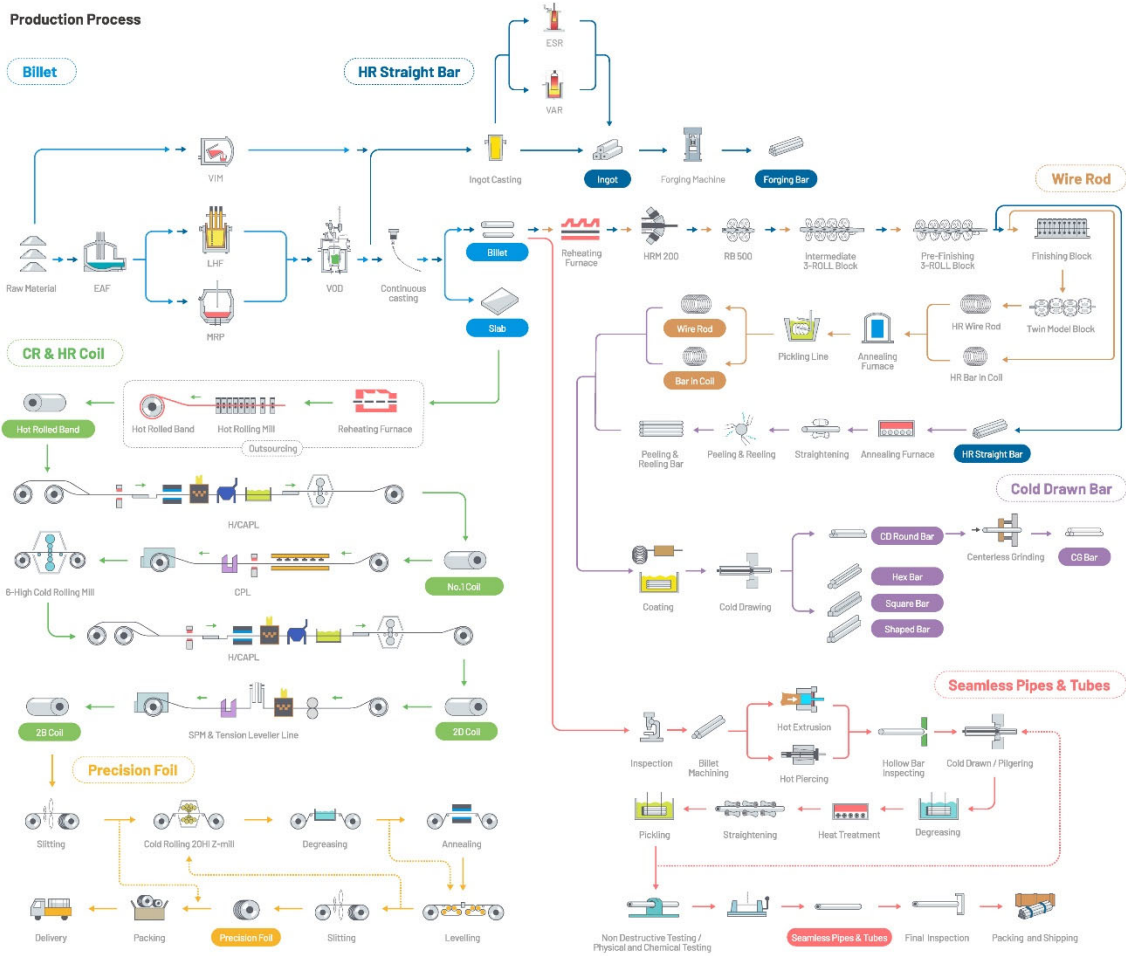 Production Process
Billet
HR Straight Bar
ESR
VAR
VIM
Ingot Casting
Ingot
Forging Machine
Forging Bar
Wire Rod
Raw Material
EAF
LHF
MRP
VOD
Continuous
casting
Billet
Slab
Reheating
Furnace
HRM 200
RB 500
Intermediate
3-ROLL Block
Pre-Finishing
3-ROLL Block
Finishing Block
Wire Rod
Bar In Coil
Pickling Line
Annealing
Furnace
HR Wire Rod
HR Bar In Coil
Twin Model Block
CR & HR Coil
Hot Rolled Band
Hot Rolled Band
Hot Rolling Mill
Reheating Furnace
Outsourcing
Peeling &
Reeling Bar
Peeling & Reeling
Straightening
Annealing Furnace
HR Straight Bar
Cold Drawn Bar
H/CAPL
6-High Cold Rolling Mill
CPL
No.1 Coil
Coating
Cold Drawing
CD Round Bar
Hex Bar
Square Bar
Shaped Bar
Centerless Grinding
CG Bar
H/CAPL
2B Coil
SPM & Tension Leveller Line
2D Coil
Seamless Pipes & Tubes
Inspection
Billet
Machining
Hot Extrusion
Hot Piercing
Hollow Bar
Inspecting
Cold Drawn / Pilgering
Precision Foil
Slitting
Cold Rolling 20HI Z-mill
Degreasing
Annealing
Pickling
Straightening
Heat Treatment
Degreasing
Delivery
Packing
Precision Foil
Slitting
Levelling
Non Destructive Testing /
Physical and Chemical Testing
Seamless Pipes & Tubes
Final Inspection
Packing and Shipping